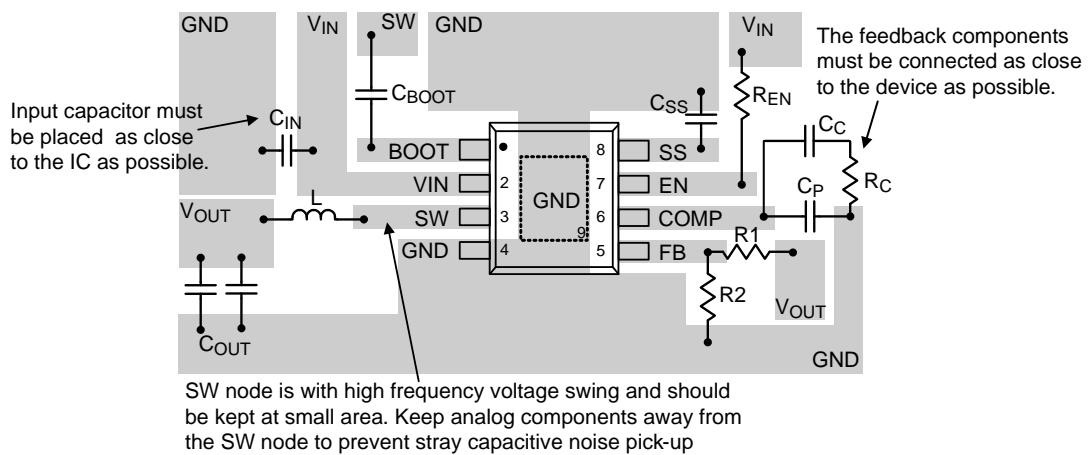 GND
VIN
SW
GND
VIN
The feedback components
must be connected as close
to the device as possible.
Input capacitor must
be placed as close
to the IC as possible.
CIN
CBOOT
CSS
REN
CC
RC
CP
BOOT
8
SS
VIN
2
7
EN
GND
VOUT
L
SW
3
6
COMP
GND
4
9
5
FB
R1
R2
VOUT
COUT
GND
SW node is with high frequency voltage swing and should
be kept at small area. Keep analog components away from
the SW node to prevent stray capacitive noise pick-up